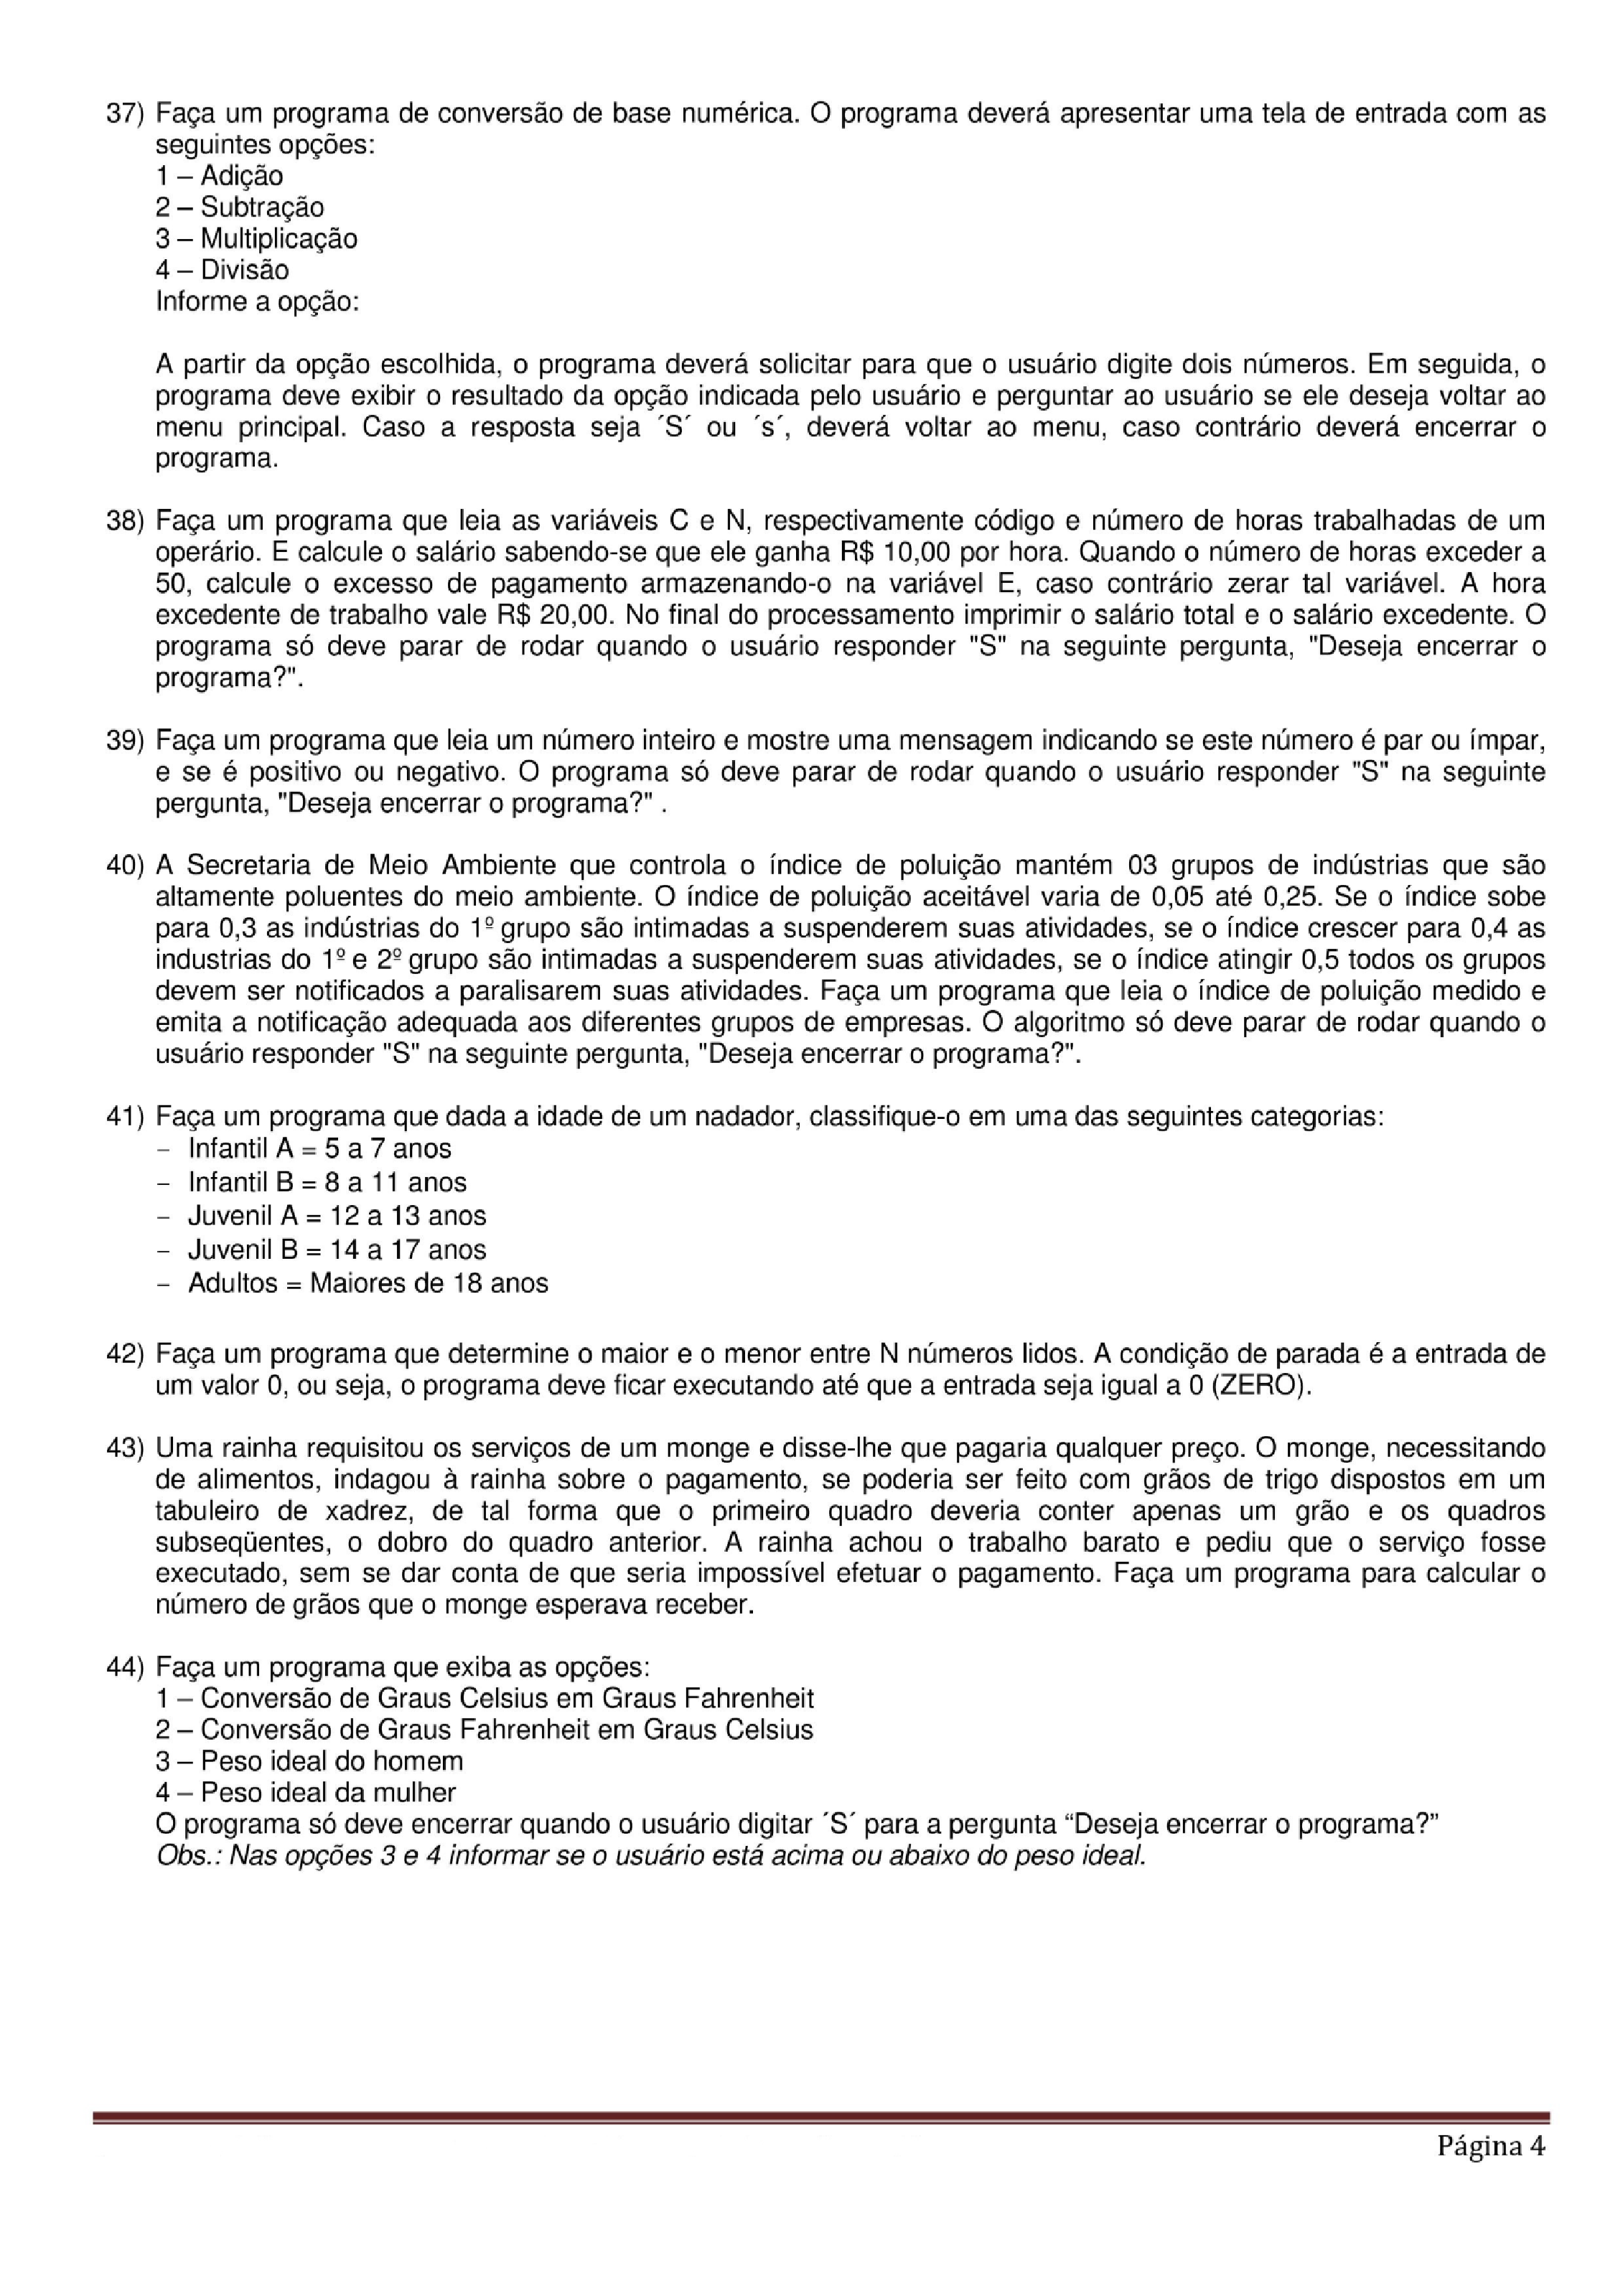 37) Faça um programa de conversão de base numérica. O programa deverá apresentar uma tela de entrada com as
seguintes opções:
1 – Adição
2 – Subtração
3 – Multiplicação
4 – Divisão
Informe a opção:
A partir da opção escolhida, o programa deverá solicitar para que o usuário digite dois números. Em seguida, o
programa deve exibir o resultado da opção indicada pelo usuário e perguntar ao usuário se ele deseja voltar ao
menu principal. Caso a resposta seja ´S´ ou ´s´, deverá voltar ao menu, caso contrário deverá encerrar o
programa.
38) Faça um programa que leia as variáveis C e N, respectivamente código e número de horas trabalhadas de um
operário. E calcule o salário sabendo-se que ele ganha R$ 10,00 por hora. Quando o número de horas exceder a
50, calcule o excesso de pagamento armazenando-o na variável E, caso contrário zerar tal variável. A hora
excedente de trabalho vale R$ 20,00. No final do processamento imprimir o salário total e o salário excedente. O
programa só deve parar de rodar quando o usuário responder "S" na seguinte pergunta, "Deseja encerrar o
programa?".
39) Faça um programa que leia um número inteiro e mostre uma mensagem indicando se este número é par ou ímpar,
e se é positivo ou negativo. O programa só deve parar de rodar quando o usuário responder "S" na seguinte
pergunta, "Deseja encerrar o programa?" .
40) A Secretaria de Meio Ambiente que controla o índice de poluição mantém 03 grupos de indústrias que são
altamente poluentes do meio ambiente. O índice de poluição aceitável varia de 0,05 até 0,25. Se o índice sobe
para 0,3 as indústrias do 1º grupo são intimadas a suspenderem suas atividades, se o índice crescer para 0,4 as
industrias do 1º e 2º grupo são intimadas a suspenderem suas atividades, se o índice atingir 0,5 todos os grupos
devem ser notificados a paralisarem suas atividades. Faça um programa que leia o índice de poluição medido e
emita a notificação adequada aos diferentes grupos de empresas. O algoritmo só deve parar de rodar quando o
usuário responder "S" na seguinte pergunta, "Deseja encerrar o programa?".
41) Faça um programa que dada a idade de um nadador, classifique-o em uma das seguintes categorias:
– Infantil A = 5 a 7 anos
– Infantil B = 8 a 11 anos
– Juvenil A = 12 a 13 anos
– Juvenil B = 14 a 17 anos
– Adultos = Maiores de 18 anos
42) Faça um programa que determine o maior e o menor entre N números lidos. A condição de parada é a entrada de
um valor 0, ou seja, o programa deve ficar executando até que a entrada seja igual a 0 (ZERO).
43) Uma rainha requisitou os serviços de um monge e disse-lhe que pagaria qualquer preço. O monge, necessitando
de alimentos, indagou à rainha sobre o pagamento, se poderia ser feito com grãos de trigo dispostos em um
tabuleiro de xadrez, de tal forma que o primeiro quadro deveria conter apenas um grão e os quadros
subseqüentes, o dobro do quadro anterior. A rainha achou o trabalho barato e pediu que o serviço fosse
executado, sem se dar conta de que seria impossível efetuar o pagamento. Faça um programa para calcular o
número de grãos que o monge esperava receber.
44) Faça um programa que exiba as opções:
1 – Conversão de Graus Celsius em Graus Fahrenheit
2 – Conversão de Graus Fahrenheit em Graus Celsius
3 – Peso ideal do homem
4 – Peso ideal da mulher
O programa só deve encerrar quando o usuário digitar ´S´ para a pergunta “Deseja encerrar o programa?”
Obs.: Nas opções 3 e 4 informar se o usuário está acima ou abaixo do peso ideal.
Página 4